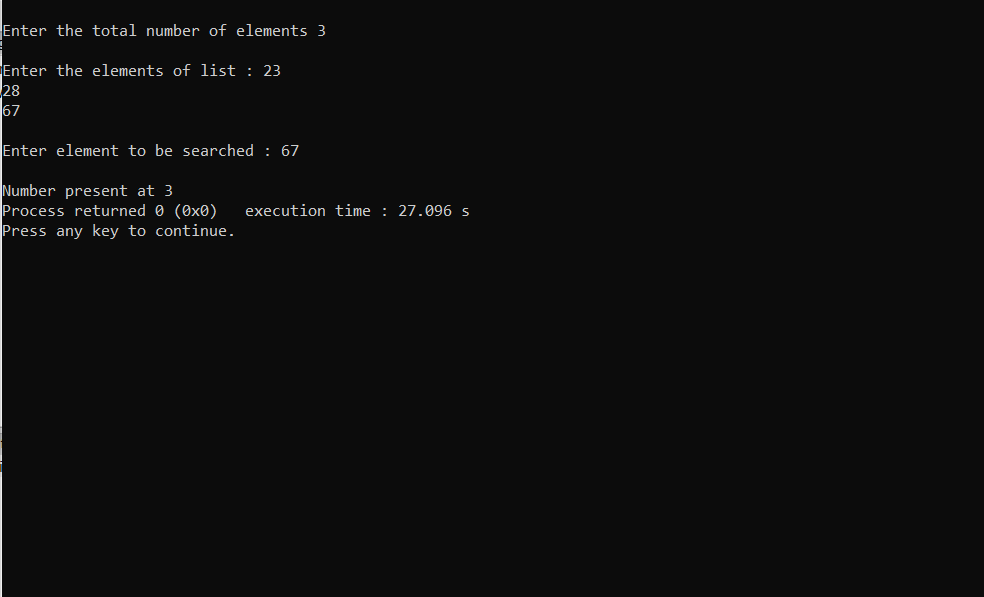 Enter the total number of elements 3
Enter the elements of list : 23
28
67
Enter element to be searched : 67
Number present at 3
Process returned 0 (0x0)   execution time : 27.096 s
Press any key to continue.